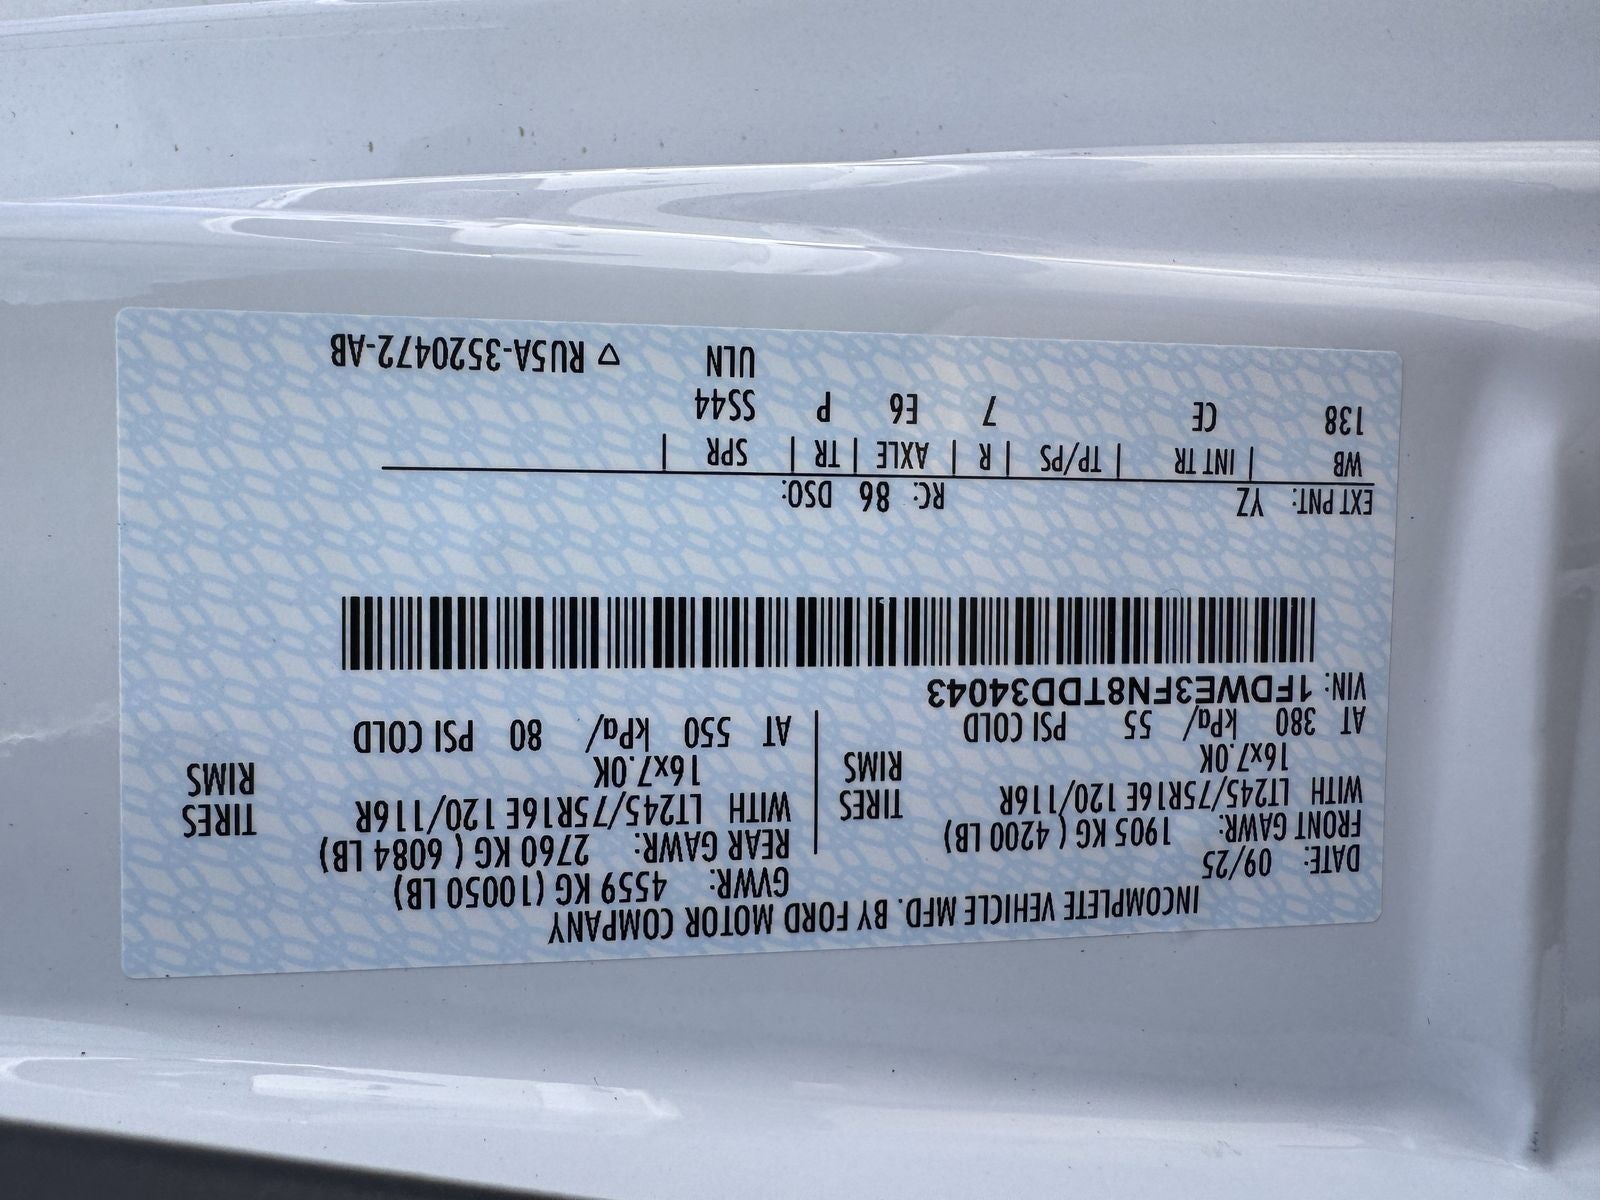 INCOMPLETE VEHICLE MFD. BY FORD MOTOR COMPANY
DATE: 09/25 GVWR: 4559 KG (10050 LB)
FRONT GAWR: 1905 KG ( 4200 LB) REAR GAWR: 2760 KG ( 6084 LB)
WITH LT245/75R16E 120/116R TIRES WITH LT245/75R16E 120/116R TIRES
16x7.0K RIMS 16x7.0K RIMS
AT 380 kPa/ 55 PSI COLD AT 550 kPa/ 80 PSI COLD
VIN: 1FDWE3FN8TDD34043
EXT PNT: YZ RC: 86 DSO:
WB | INT TR | TP/PS | R | AXLE | TR | SPR |
138 CE 7 E6 P SS44
ULN △ RU5A-3520472-AB